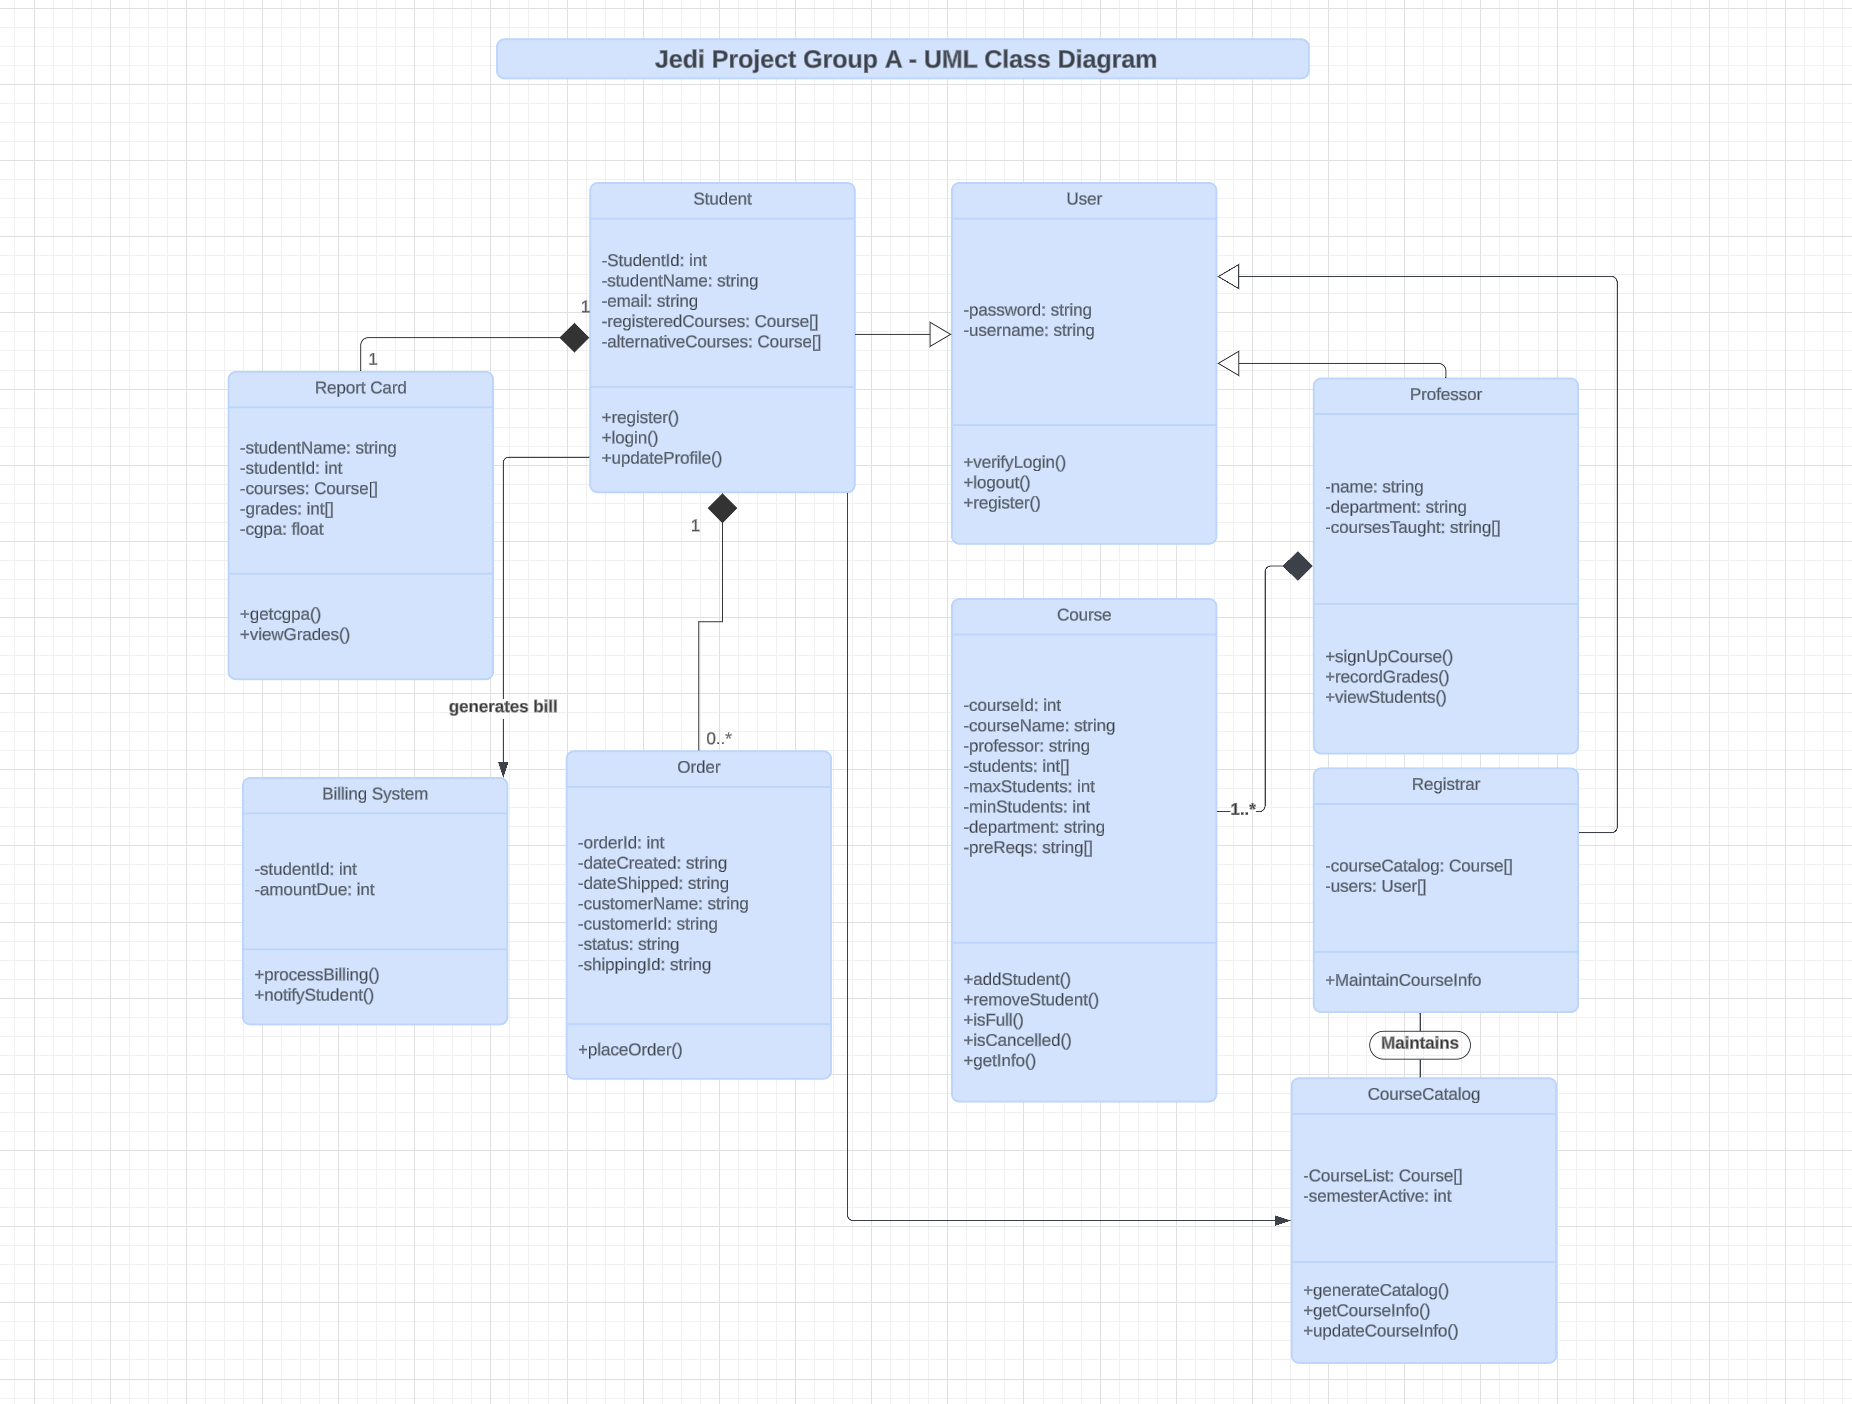 Jedi Project Group A - UML Class Diagram
Student
-StudentId: int
-studentName: string
-email: string
-registeredCourses: Course[]
-alternativeCourses: Course[]
+register()
+login()
+updateProfile()
User
-password: string
-username: string
+verifyLogin()
+logout()
+register()
1
1
Report Card
-studentName: string
-studentId: int
-courses: Course[]
-grades: int[]
-cgpa: float
+getcgpa()
+viewGrades()
Professor
-name: string
-department: string
-coursesTaught: string[]
+signUpCourse()
+recordGrades()
+viewStudents()
1
generates bill
0..*
Course
-courseId: int
-courseName: string
-professor: string
-students: int[]
-maxStudents: int
-minStudents: int
-department: string
-preReqs: string[]
+addStudent()
+removeStudent()
+isFull()
+isCancelled()
+getInfo()
1..*
Billing System
-studentId: int
-amountDue: int
+processBilling()
+notifyStudent()
Order
-orderId: int
-dateCreated: string
-dateShipped: string
-customerName: string
-customerId: string
-status: string
-shippingId: string
+placeOrder()
Registrar
-courseCatalog: Course[]
-users: User[]
+MaintainCourseInfo
Maintains
CourseCatalog
-CourseList: Course[]
-semesterActive: int
+generateCatalog()
+getCourseInfo()
+updateCourseInfo()